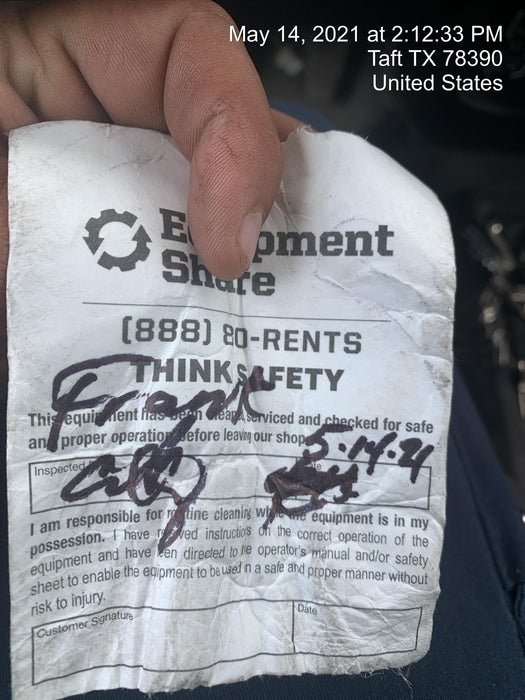 May 14, 2021 at 2:12:33 PM
Taft TX 78390
United States
Equipment
Share
(888) 80-RENTS
THINK SAFETY
Frank
This equipment has been cleaned, serviced and checked for safe
and proper operation before leaving our shop.
5-14-21
Inspected
I am responsible for routine cleaning while the equipment is in my
possession. I have received instructions on the correct operation of the
equipment and have been directed to the operator's manual and/or safety
sheet to enable the equipment to be used in a safe and proper manner without
risk to injury.
Customer Signature
Date